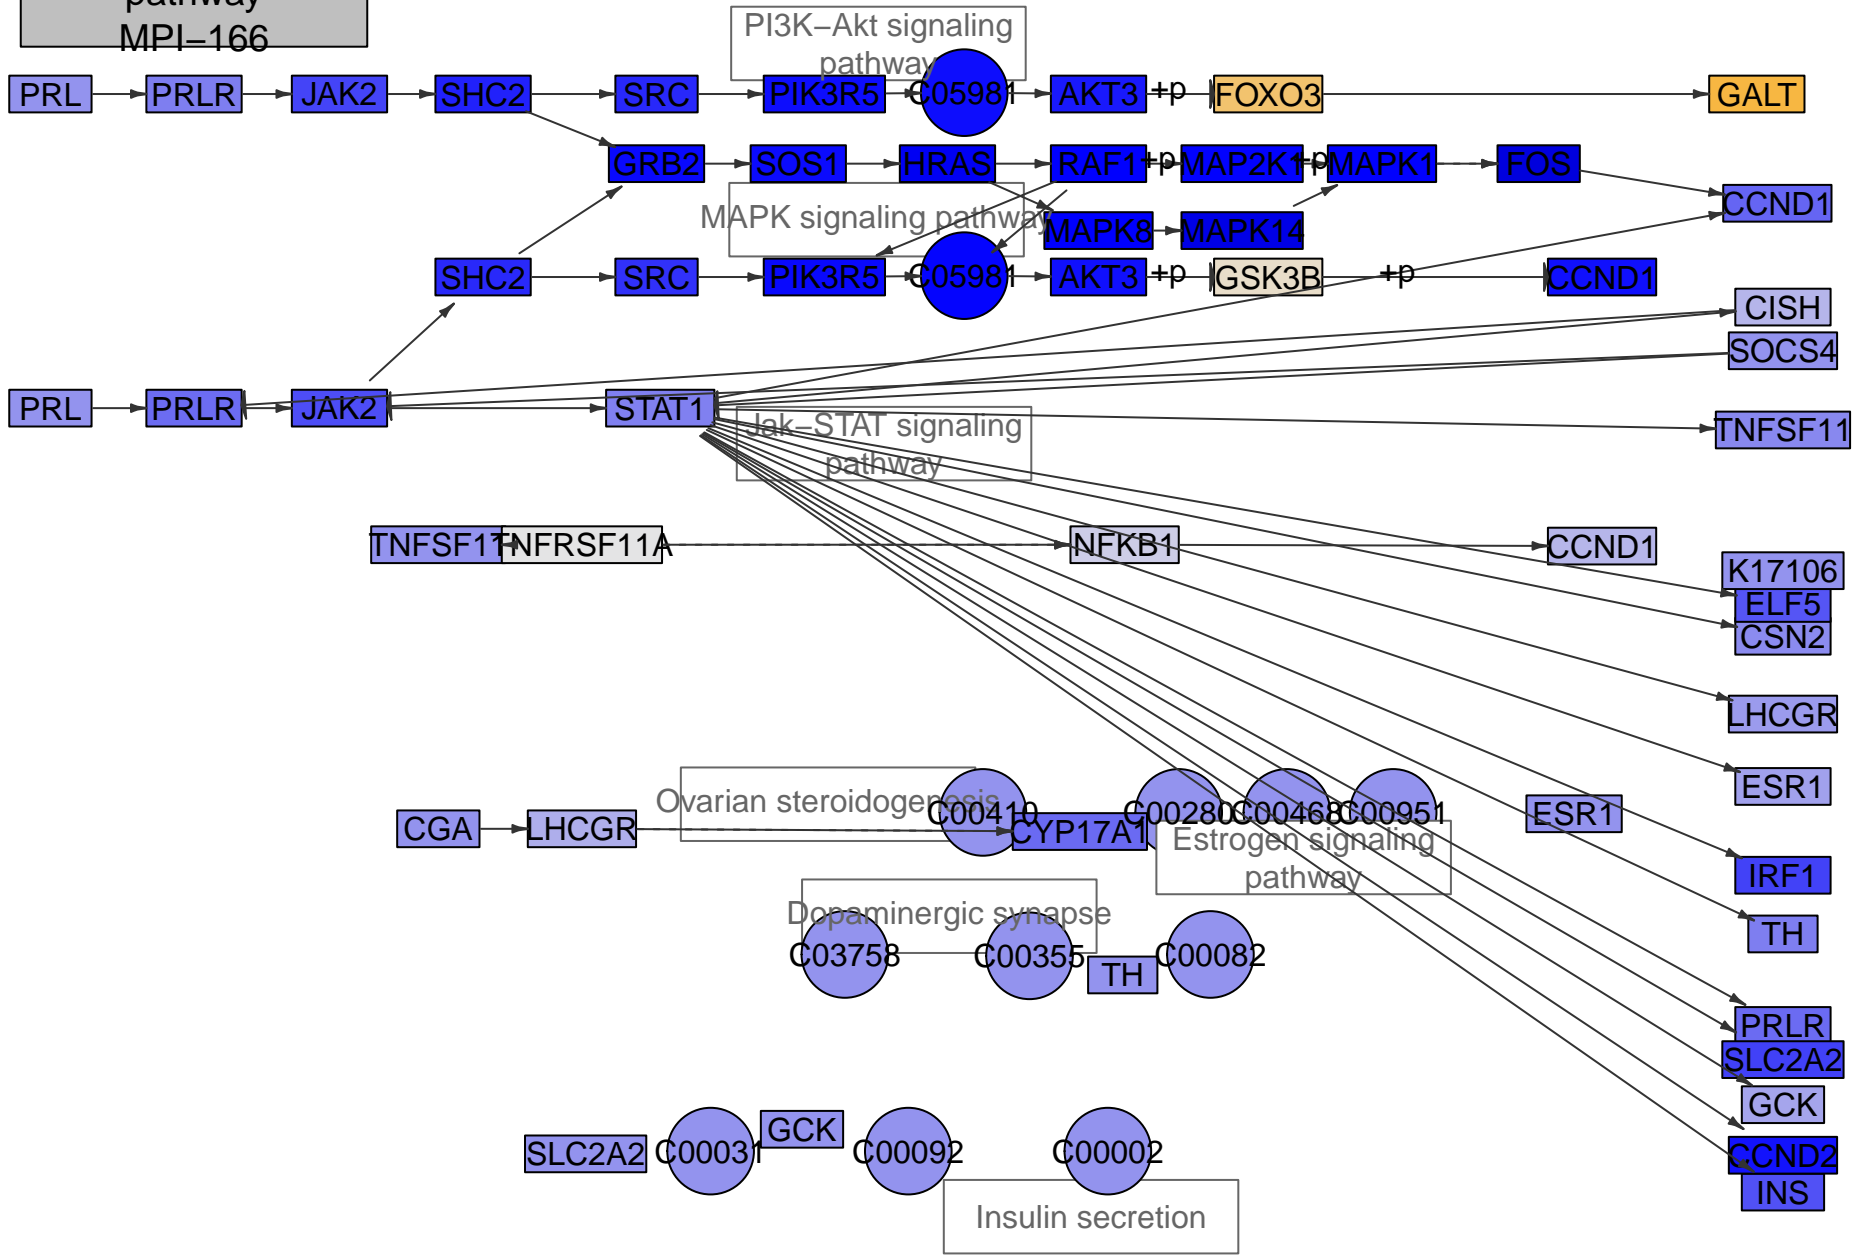 pathway
MPI−166
PI3K−Akt signaling
pathway
PRL
PRLR
JAK2
SHC2
SRC
PIK3R5
C05981
AKT3
+p
FOXO3
GALT
GRB2
SOS1
HRAS
RAF1
+p
MAP2K1
+p
MAPK1
FOS
CCND1
MAPK signaling pathway
MAPK8
MAPK14
SHC2
SRC
PIK3R5
C05981
AKT3
+p
GSK3B
+p
CCND1
CISH
SOCS4
PRL
PRLR
JAK2
STAT1
Jak−STAT signaling
pathway
TNFSF11
TNFSF11
TNFRSF11A
NFKB1
CCND1
K17106
ELF5
CSN2
LHCGR
ESR1
Ovarian steroidogenesis
C00410
C00280
C00468
C00951
ESR1
CGA
LHCGR
CYP17A1
Estrogen signaling
pathway
IRF1
Dopaminergic synapse
TH
C03758
C00355
TH
C00082
PRLR
SLC2A2
GCK
SLC2A2
C00031
GCK
C00092
C00002
CCND2
INS
Insulin secretion